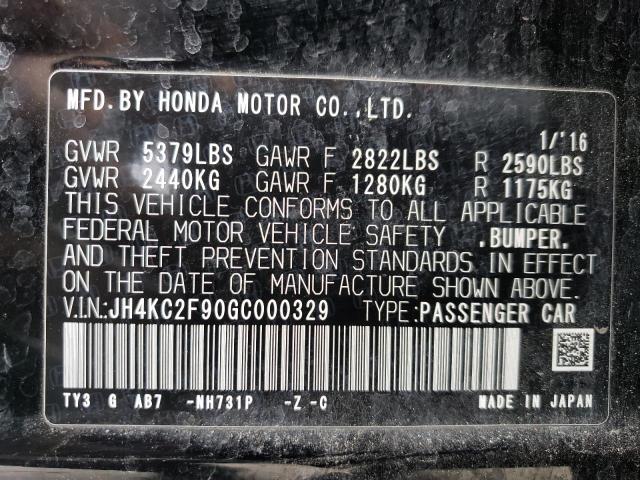 MFD.BY HONDA MOTOR CO.,LTD.
1/'16
GVWR 5379LBS GAWR F 2822LBS R 2590LBS
GVWR 2440KG GAWR F 1280KG R 1175KG
THIS VEHICLE CONFORMS TO ALL APPLICABLE
FEDERAL MOTOR VEHICLE SAFETY .BUMPER.
AND THEFT PREVENTION STANDARDS IN EFFECT
ON THE DATE OF MANUFACTURE SHOWN ABOVE.
V.IN.:JH4KC2F90GC000329 TYPE:PASSENGER CAR
TY3 G AB7 -NH731P -Z -C MADE IN JAPAN